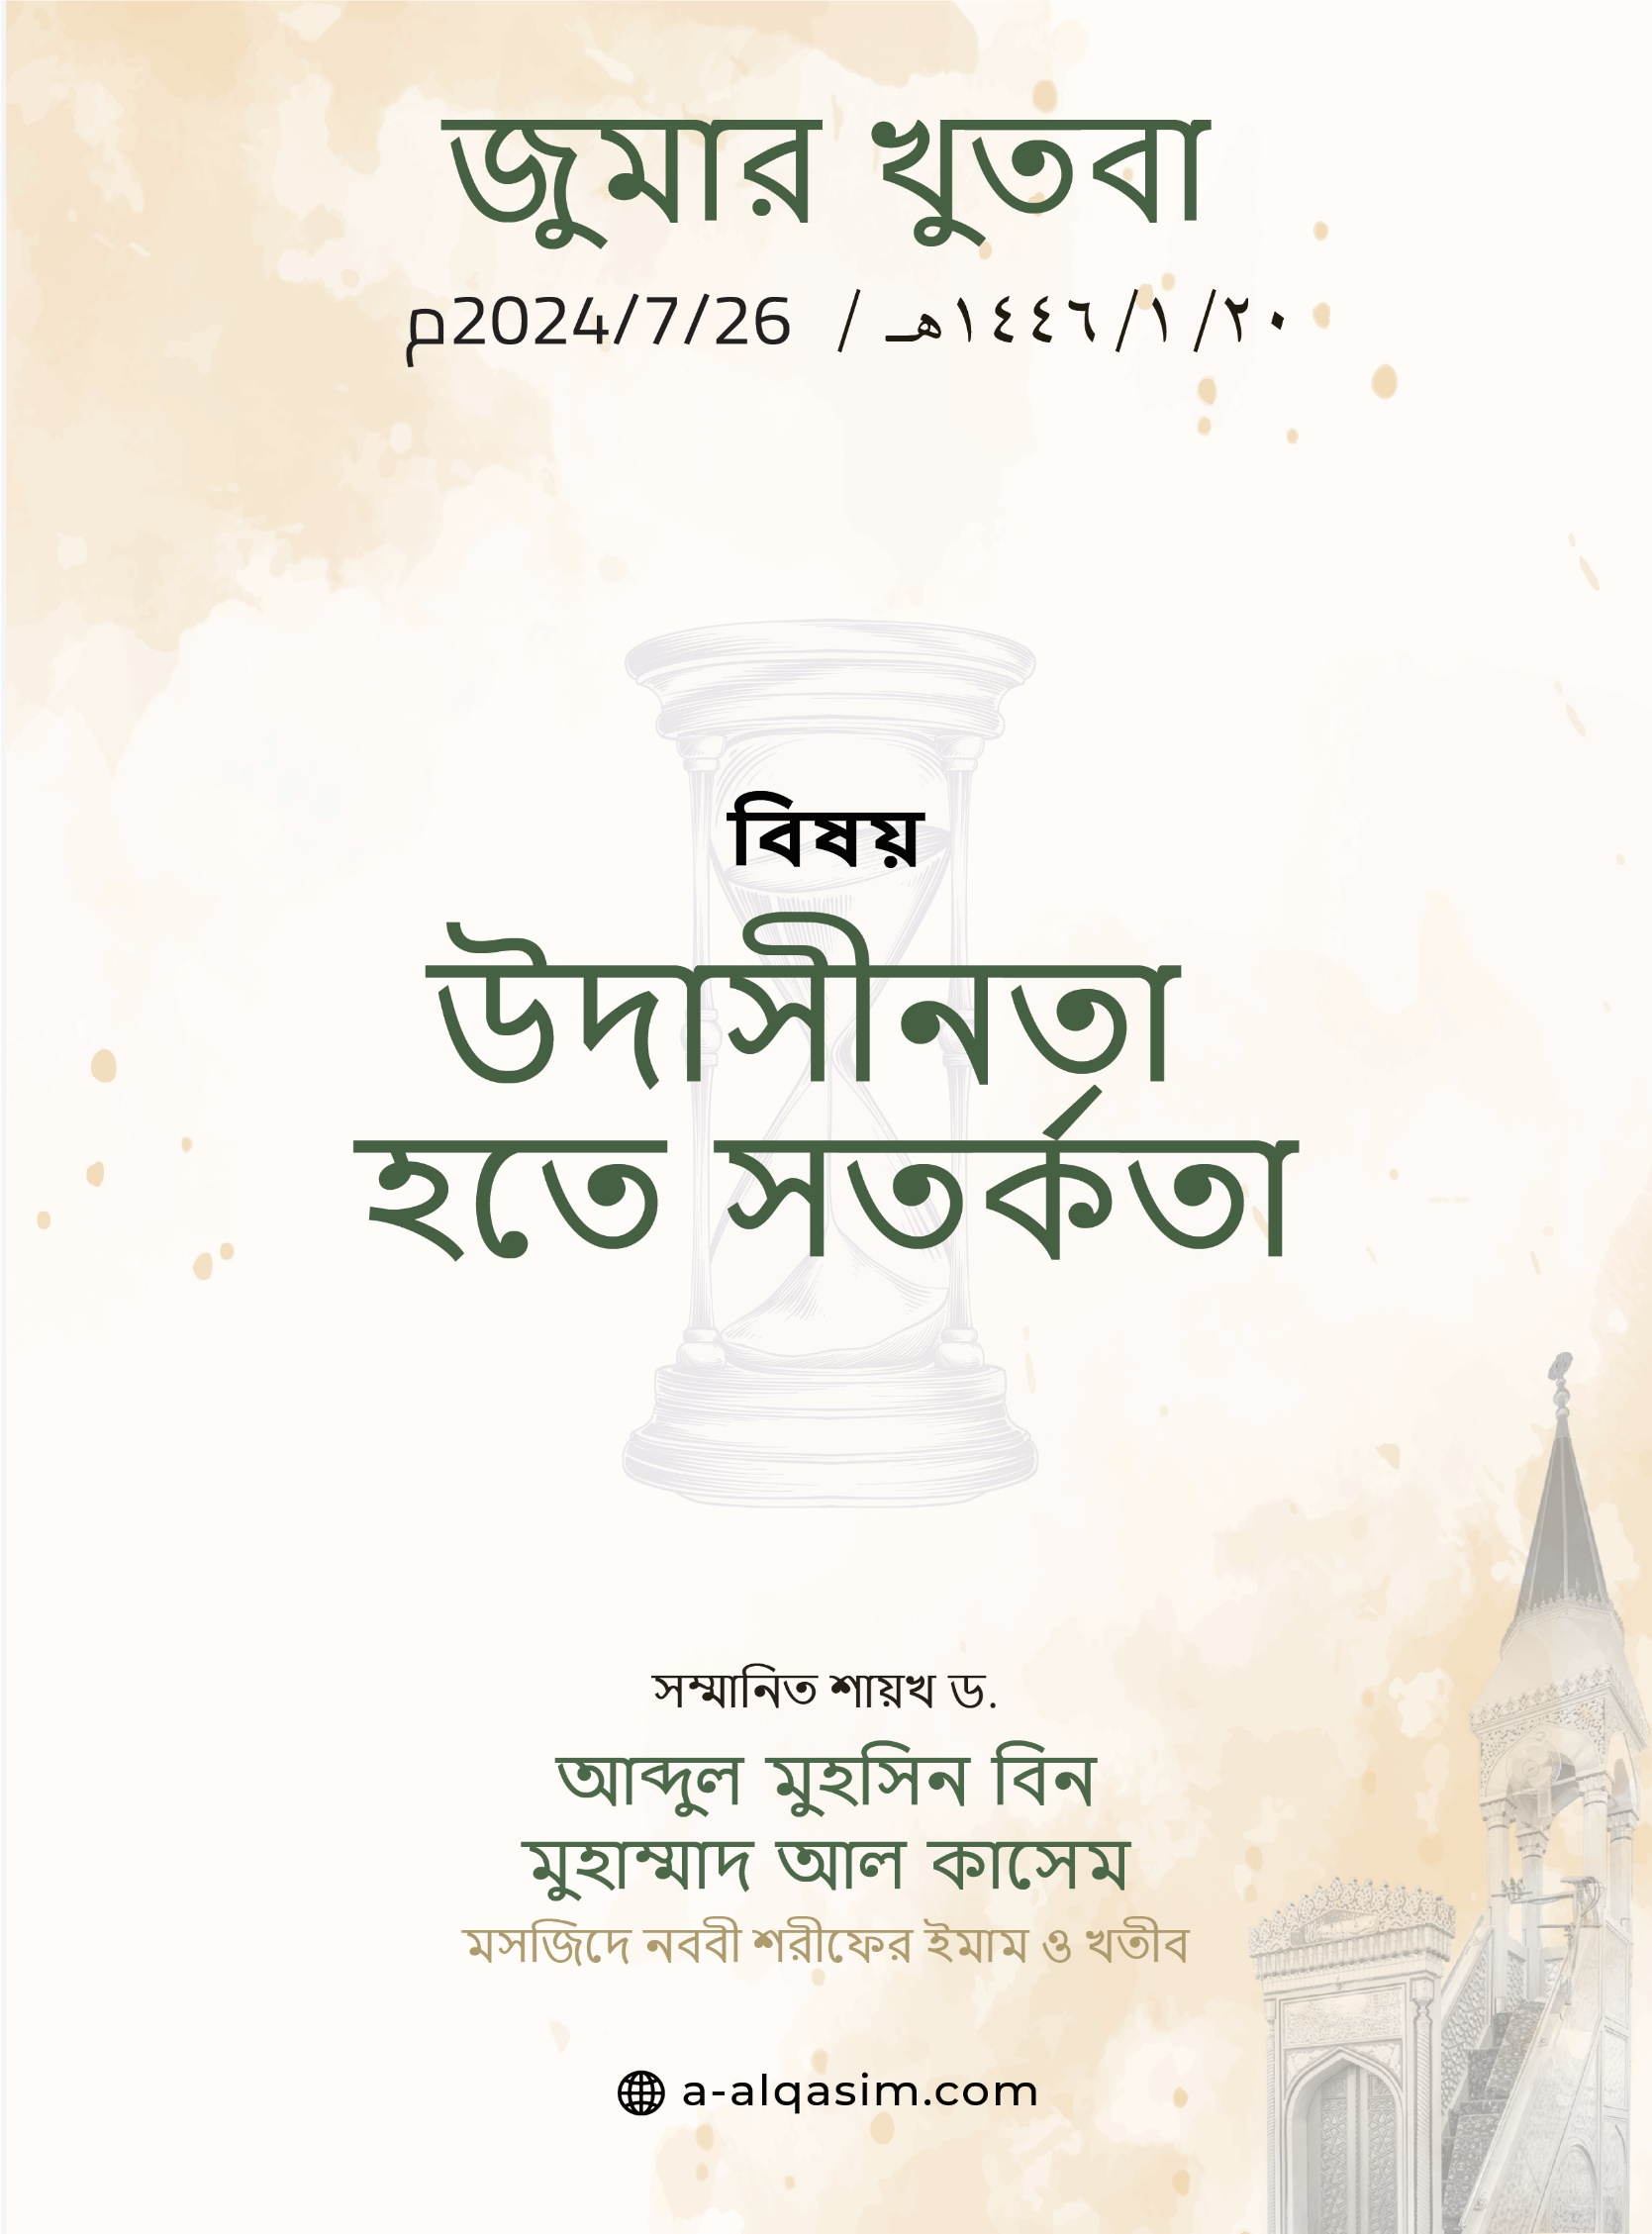 জুমার খুতবা
٢٠/١/١٤٤٦هـ / 2024/7/26م
বিষয়
উদাসীনতা
হতে সতর্কতা
সম্মানিত শায়খ ড.
আব্দুল মুহসিন বিন
মুহাম্মাদ আল কাসেম
মসজিদে নববী শরীফের ইমাম ও খতীব
a-alqasim.com